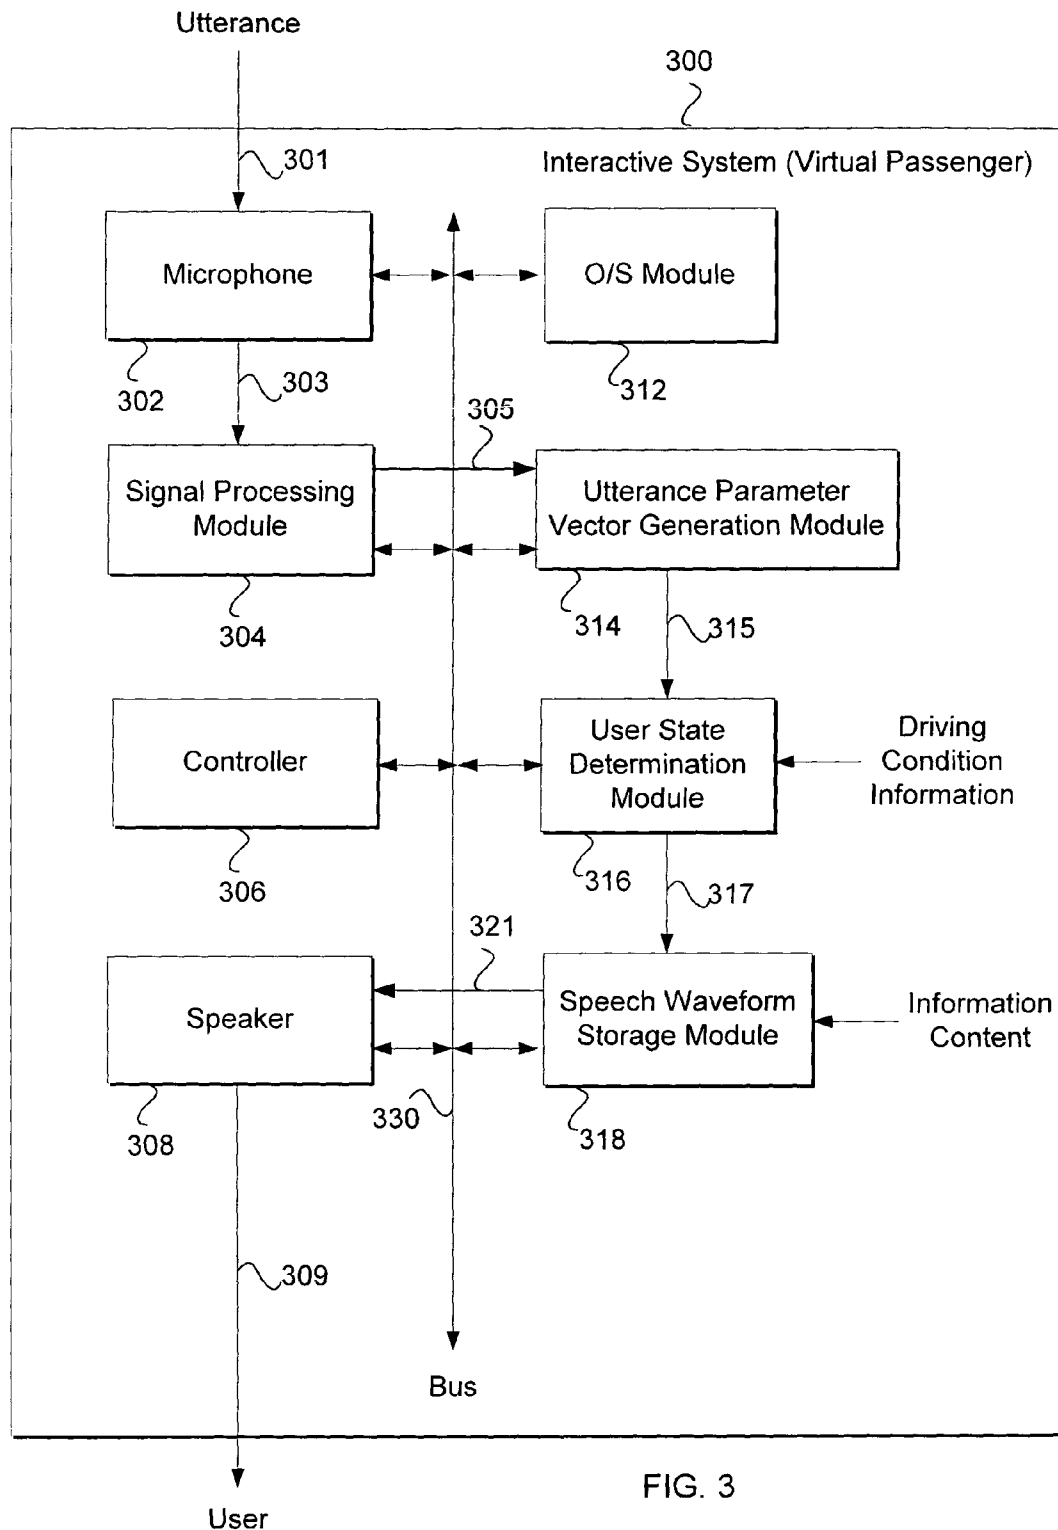 Utterance
300
301
Interactive System (Virtual Passenger)
Microphone
O/S Module
302
303
312
305
Signal Processing
Module
Utterance Parameter
Vector Generation Module
304
314
315
Controller
User State
Determination
Module
Driving
Condition
Information
306
316
317
321
Speaker
Speech Waveform
Storage Module
Information
Content
308
330
318
309
Bus
FIG. 3
User